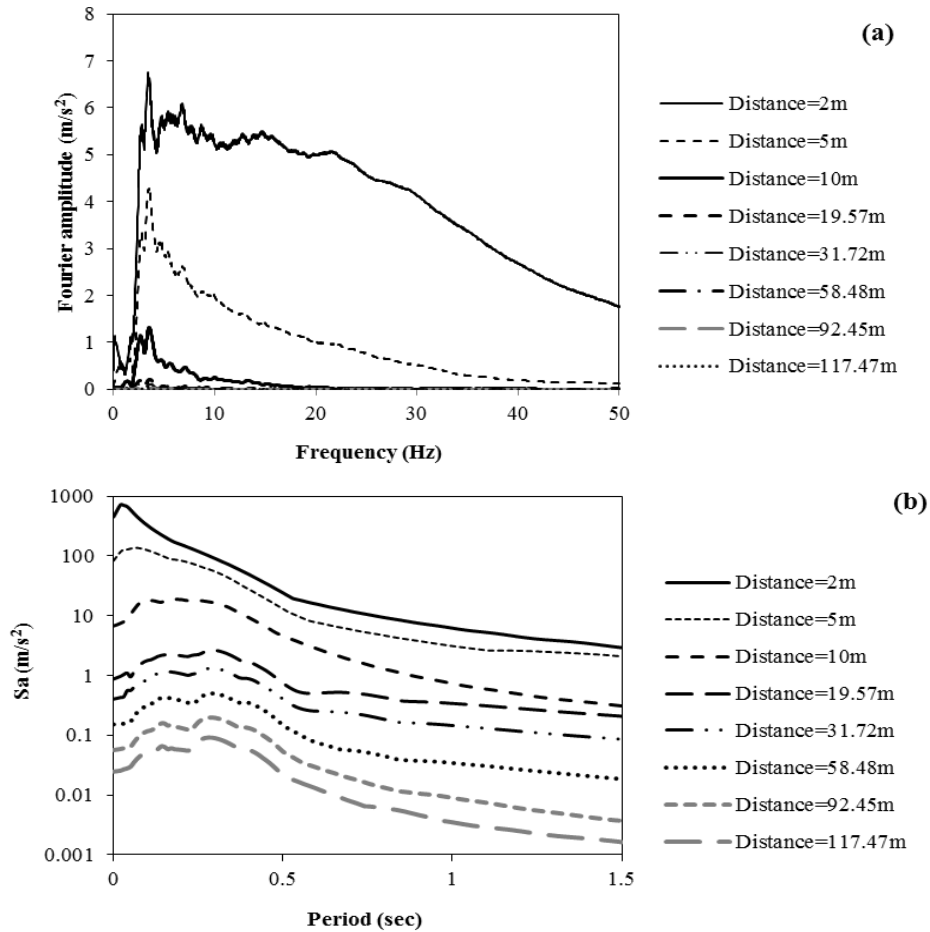 (a)
Fourier amplitude (m/s²)
8
7
6
5
4
3
2
1
0
0 10 20 30 40 50
Frequency (Hz)
Distance=2m
Distance=5m
Distance=10m
Distance=19.57m
Distance=31.72m
Distance=58.48m
Distance=92.45m
Distance=117.47m
(b)
Sa (m/s²)
1000
100
10
1
0.1
0.01
0.001
0 0.5 1 1.5
Period (sec)
Distance=2m
Distance=5m
Distance=10m
Distance=19.57m
Distance=31.72m
Distance=58.48m
Distance=92.45m
Distance=117.47m